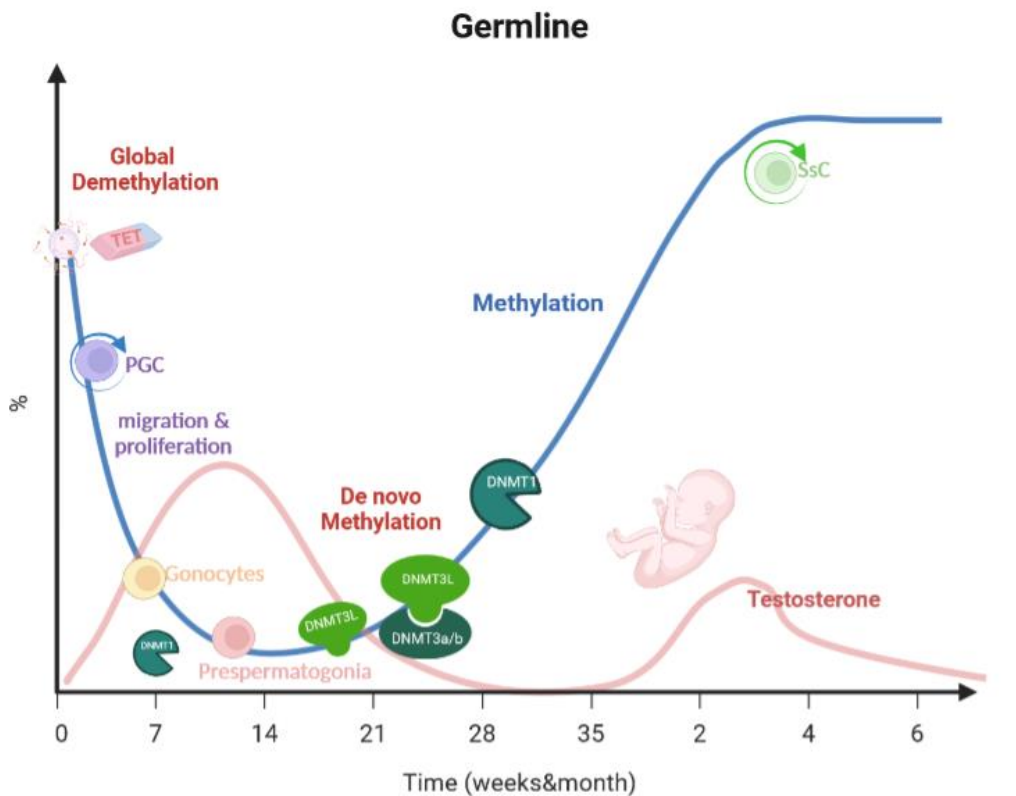 Germline
Global
Demethylation
TET
SsC
Methylation
PGC
%
migration &
proliferation
DNMT1
De novo
Methylation
Gonocytes
DNMT3L
Testosterone
DNMT3L
DNMT3a/b
DNMT1
Prespermatogonia
0 7 14 21 28 35 2 4 6
Time (weeks&month)